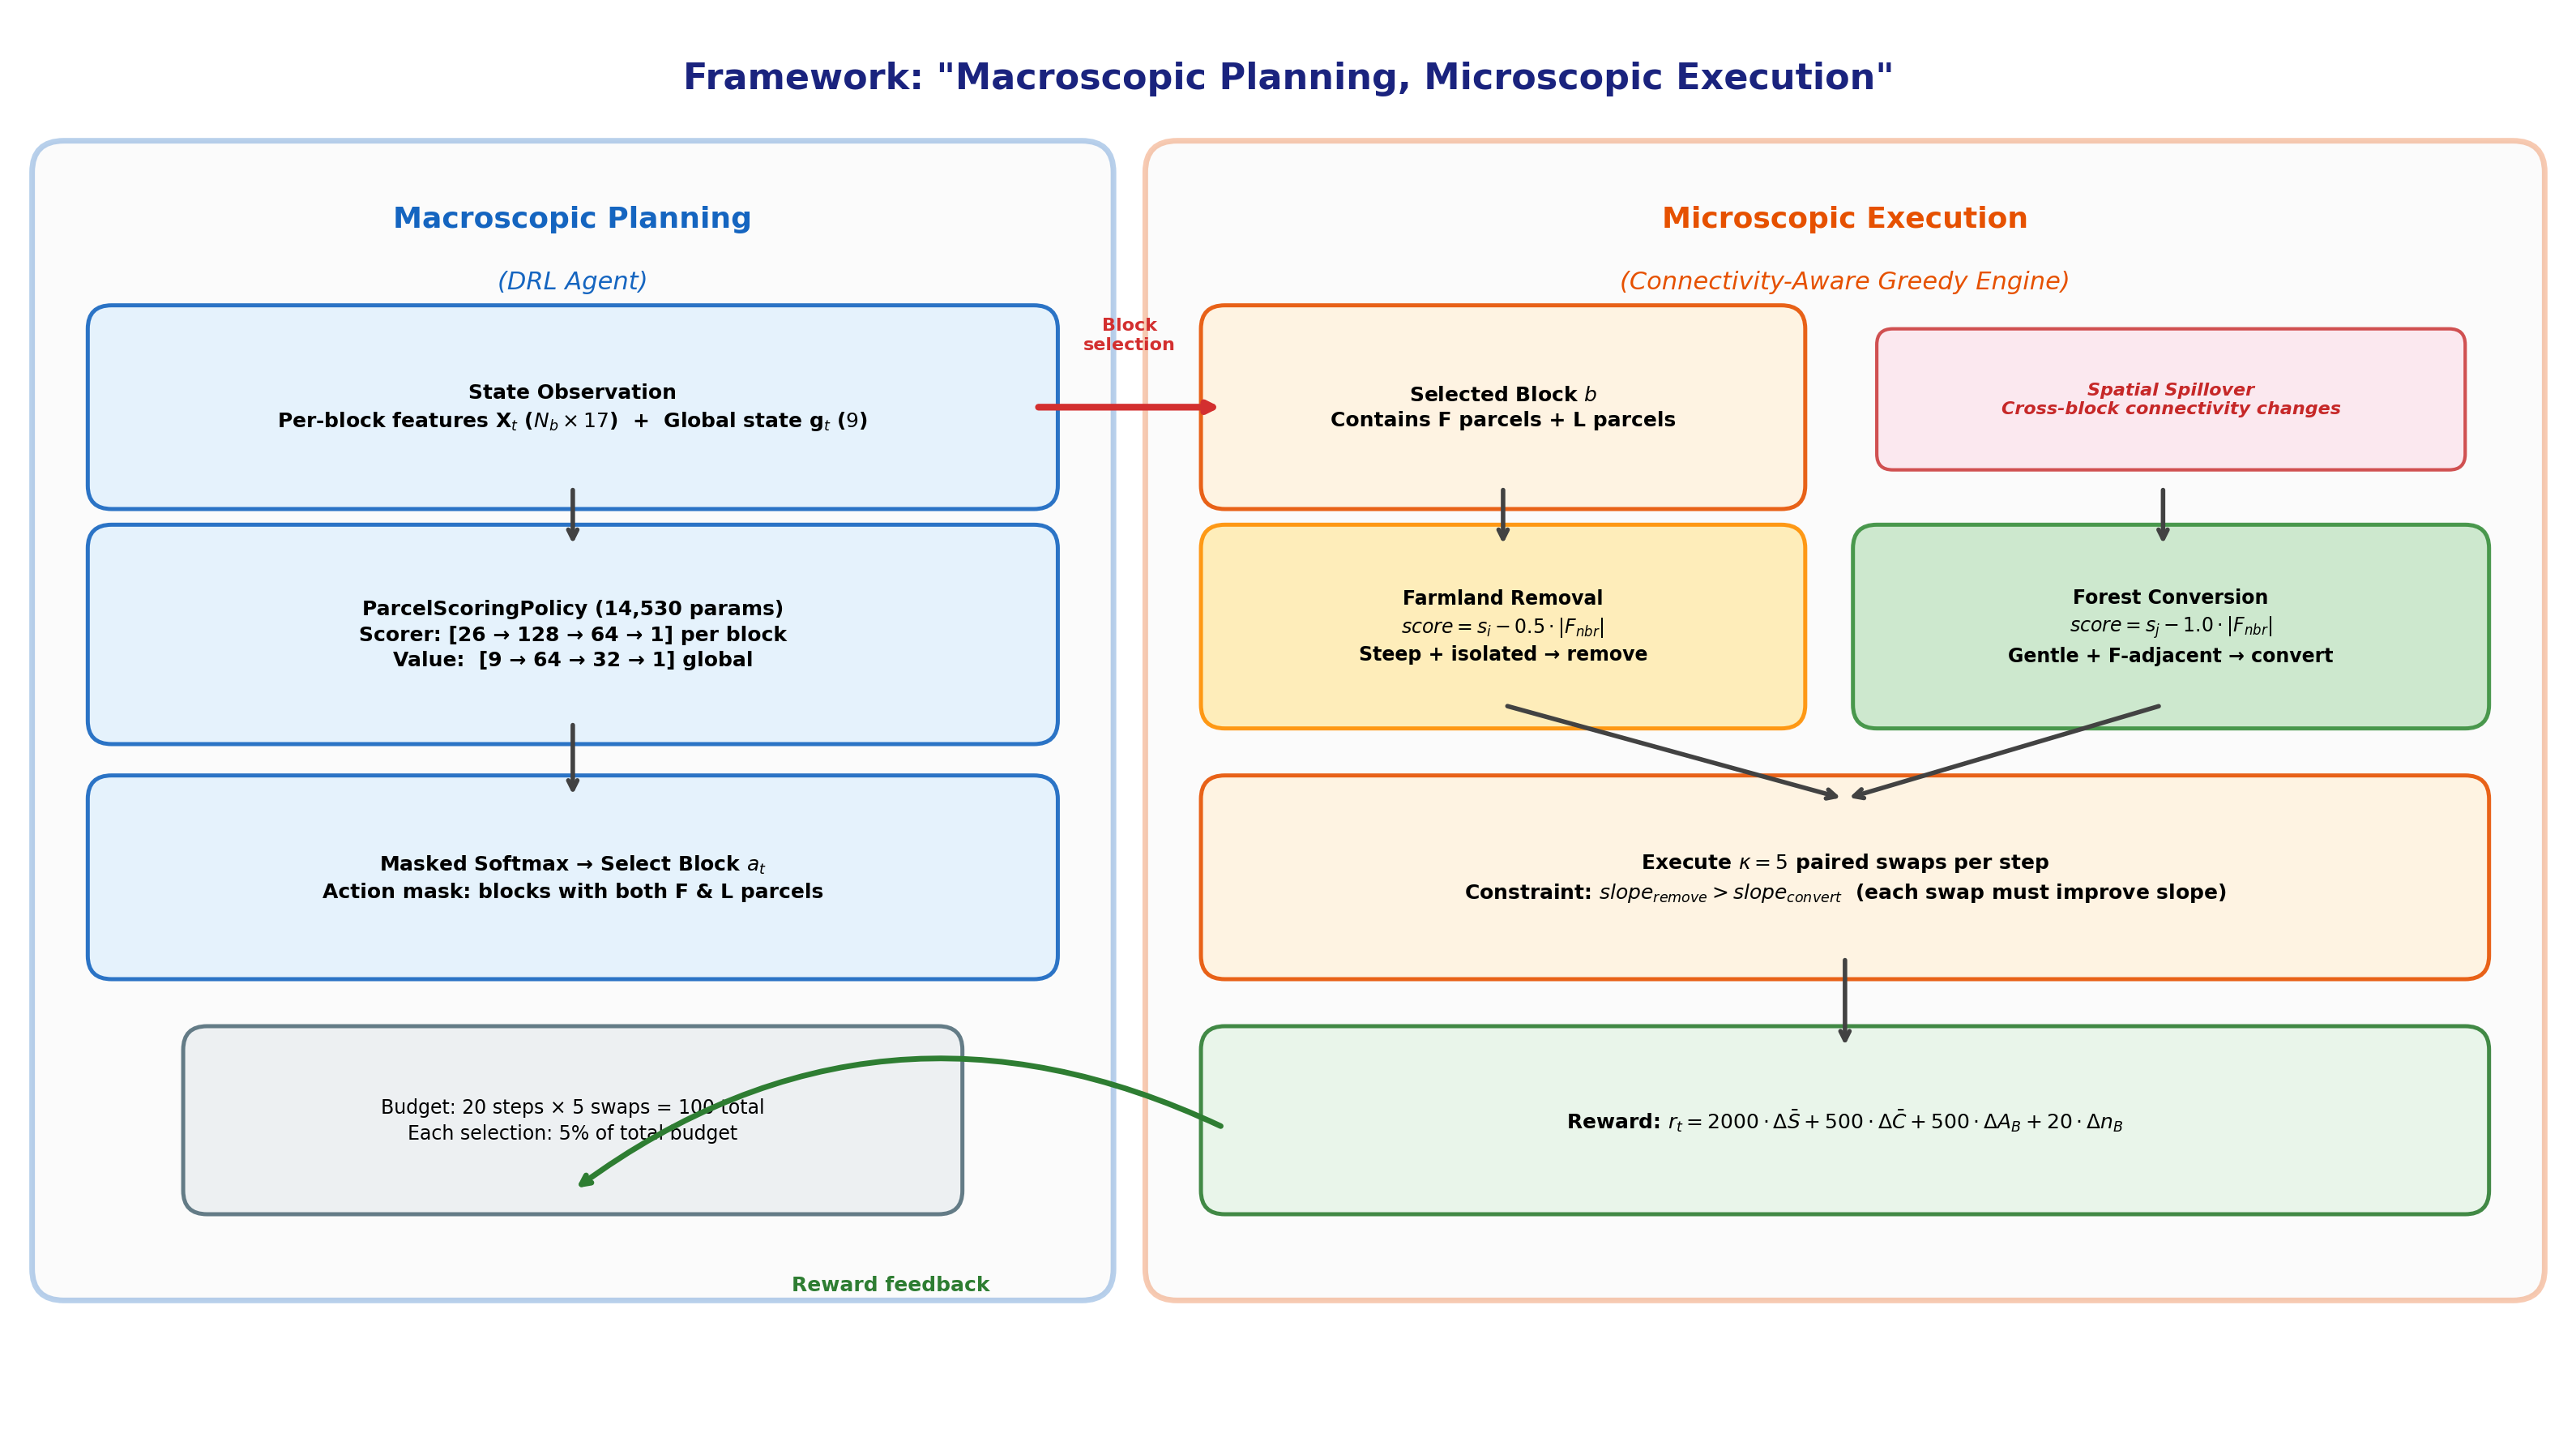 Framework: "Macroscopic Planning, Microscopic Execution"
Macroscopic Planning
(DRL Agent)
State Observation
Per-block features X_t (N_b × 17)  +  Global state g_t (9)
ParcelScoringPolicy (14,530 params)
Scorer: [26 → 128 → 64 → 1] per block
Value:  [9 → 64 → 32 → 1] global
Masked Softmax → Select Block a_t
Action mask: blocks with both F & L parcels
Budget: 20 steps × 5 swaps = 100 total
Each selection: 5% of total budget
Reward feedback
Block
selection
Microscopic Execution
(Connectivity-Aware Greedy Engine)
Selected Block b
Contains F parcels + L parcels
Spatial Spillover
Cross-block connectivity changes
Farmland Removal
score = s_i − 0.5 · |F_nbr|
Steep + isolated → remove
Forest Conversion
score = s_j − 1.0 · |F_nbr|
Gentle + F-adjacent → convert
Execute κ = 5 paired swaps per step
Constraint: slope_remove > slope_convert  (each swap must improve slope)
Reward: r_t = 2000 · ΔS̄ + 500 · ΔC̄ + 500 · ΔA_B + 20 · Δn_B